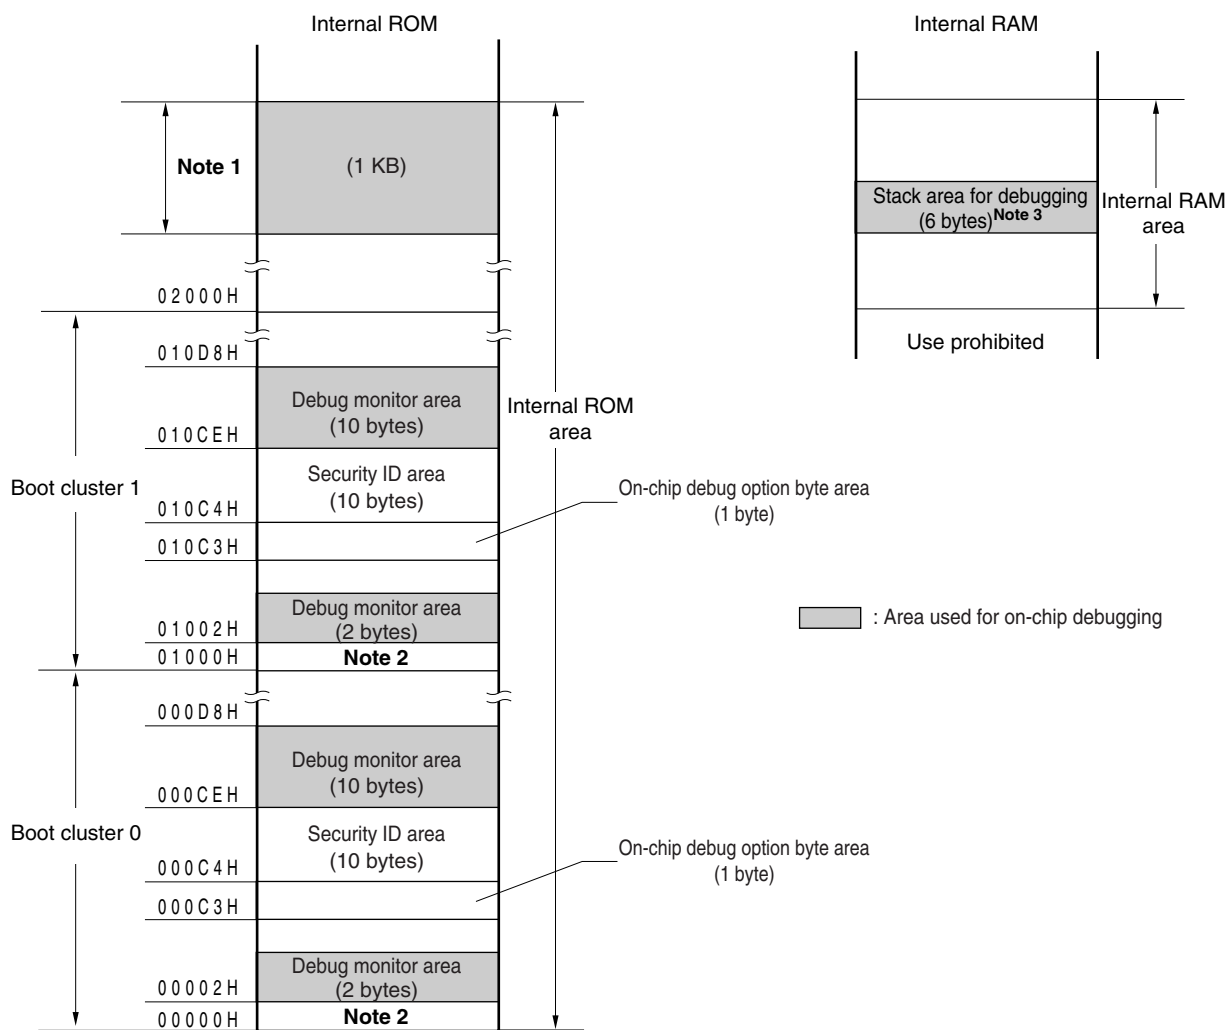 Internal ROM
Internal RAM
Note 1
(1 KB)
Stack area for debugging
(6 bytes)Note 3
Internal RAM
area
02000H
Use prohibited
010D8H
Debug monitor area
(10 bytes)
Internal ROM
area
010CEH
Boot cluster 1
Security ID area
(10 bytes)
On-chip debug option byte area
(1 byte)
010C4H
010C3H
Debug monitor area
(2 bytes)
: Area used for on-chip debugging
01002H
01000H
Note 2
000D8H
Debug monitor area
(10 bytes)
000CEH
Boot cluster 0
Security ID area
(10 bytes)
On-chip debug option byte area
(1 byte)
000C4H
000C3H
Debug monitor area
(2 bytes)
00002H
00000H
Note 2